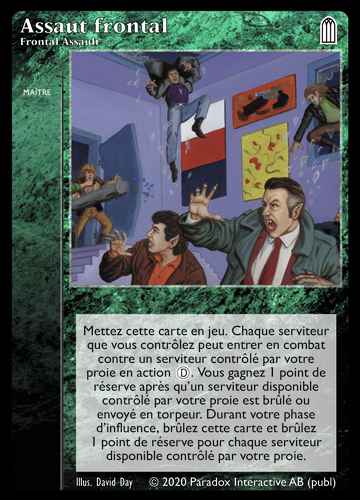 Assaut frontal
Frontal Assault
MAÎTRE
Mettez cette carte en jeu. Chaque serviteur
que vous contrôlez peut entrer en combat
contre un serviteur contrôlé par votre
proie en action Ⓓ. Vous gagnez 1 point de
réserve après qu'un serviteur disponible
contrôlé par votre proie est brûlé ou
envoyé en torpeur. Durant votre phase
d'influence, brûlez cette carte et brûlez
1 point de réserve pour chaque serviteur
disponible contrôlé par votre proie.
Illus. David Day © 2020 Paradox Interactive AB (publ)